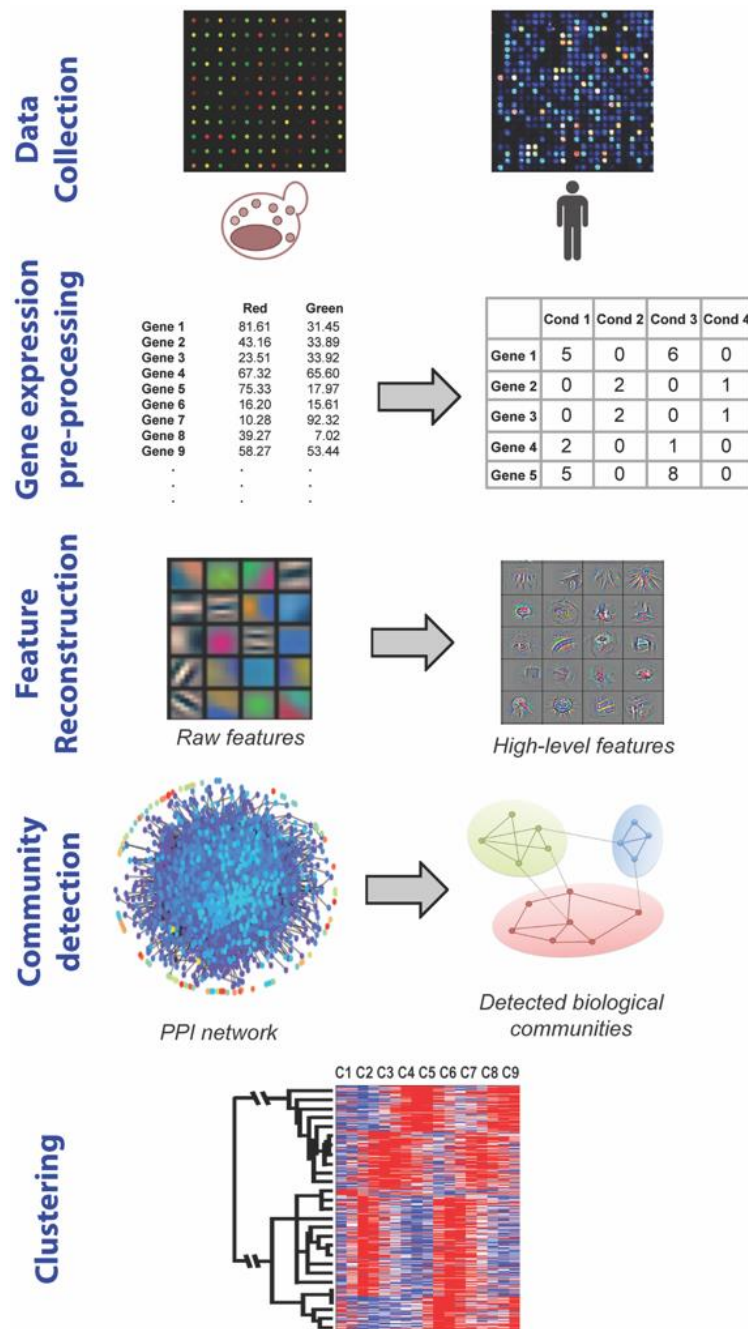 Data
Collection
Gene expression
pre-processing
Red Green
Gene 1 81.61 31.45
Gene 2 43.16 33.89
Gene 3 23.51 33.92
Gene 4 67.32 65.60
Gene 5 75.33 17.97
Gene 6 16.20 15.61
Gene 7 10.28 92.32
Gene 8 39.27 7.02
Gene 9 58.27 53.44
. . .
. . .
. . .
Cond 1 Cond 2 Cond 3 Cond 4
Gene 1 5 0 6 0
Gene 2 0 2 0 1
Gene 3 0 2 0 1
Gene 4 2 0 1 0
Gene 5 5 0 8 0
Feature
Reconstruction
Raw features
High-level features
Community
detection
PPI network
Detected biological
communities
Clustering
C1 C2 C3 C4 C5 C6 C7 C8 C9